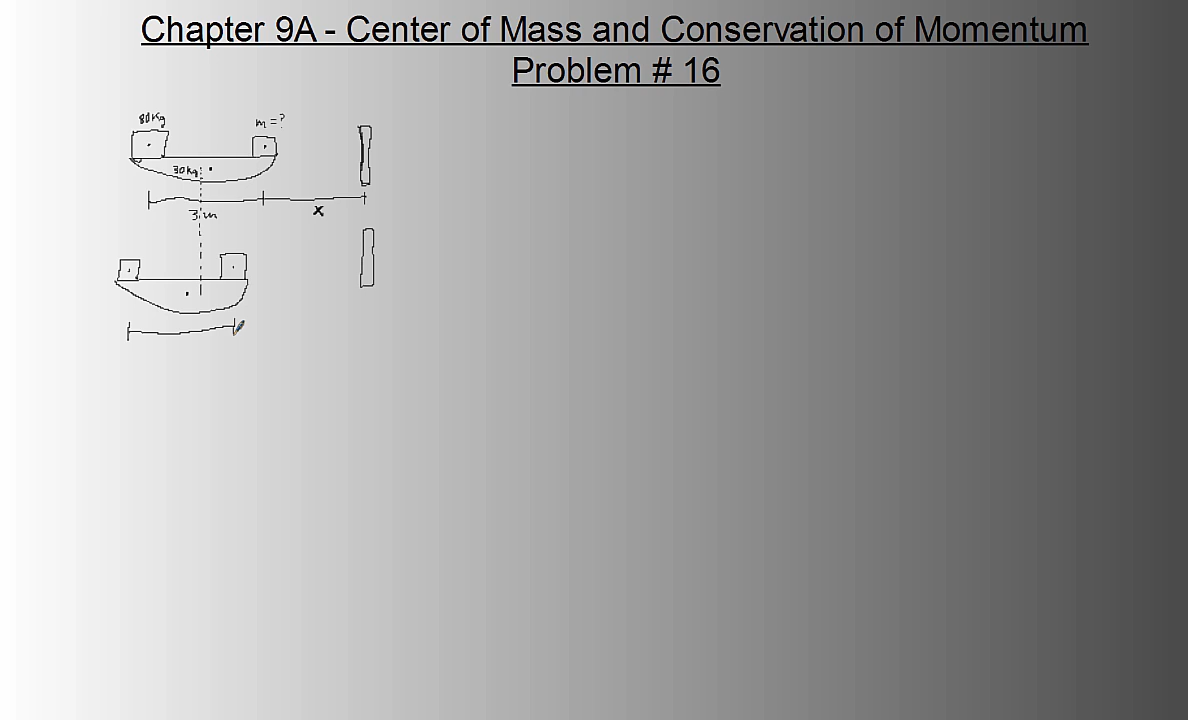 Chapter 9A - Center of Mass and Conservation of Momentum
Problem # 16
80Kg
m = ?
30Kg
3 m
x